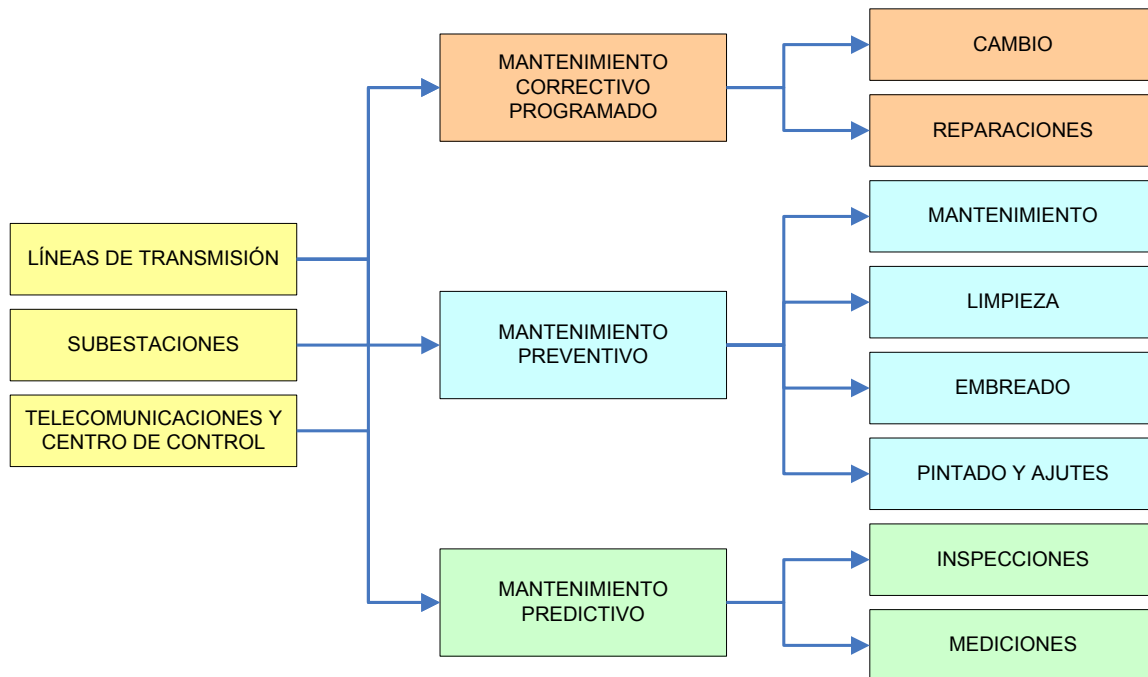 LÍNEAS DE TRANSMISIÓN
SUBESTACIONES
TELECOMUNICACIONES Y
CENTRO DE CONTROL
MANTENIMIENTO
CORRECTIVO
PROGRAMADO
MANTENIMIENTO
PREVENTIVO
MANTENIMIENTO
PREDICTIVO
CAMBIO
REPARACIONES
MANTENIMIENTO
LIMPIEZA
EMBREADO
PINTADO Y AJUTES
INSPECCIONES
MEDICIONES